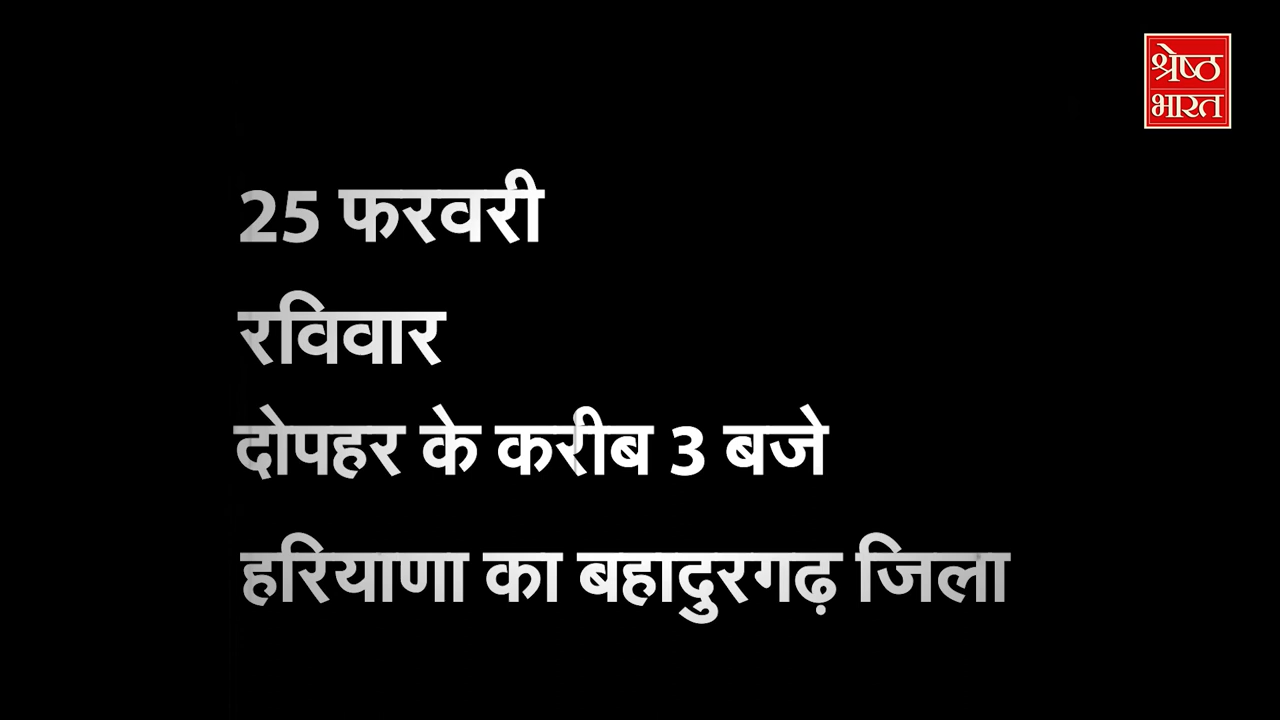 श्रेष्ठ
भारत
25 फरवरी
रविवार
दोपहर के करीब 3 बजे
हरियाणा का बहादुरगढ़ जिला